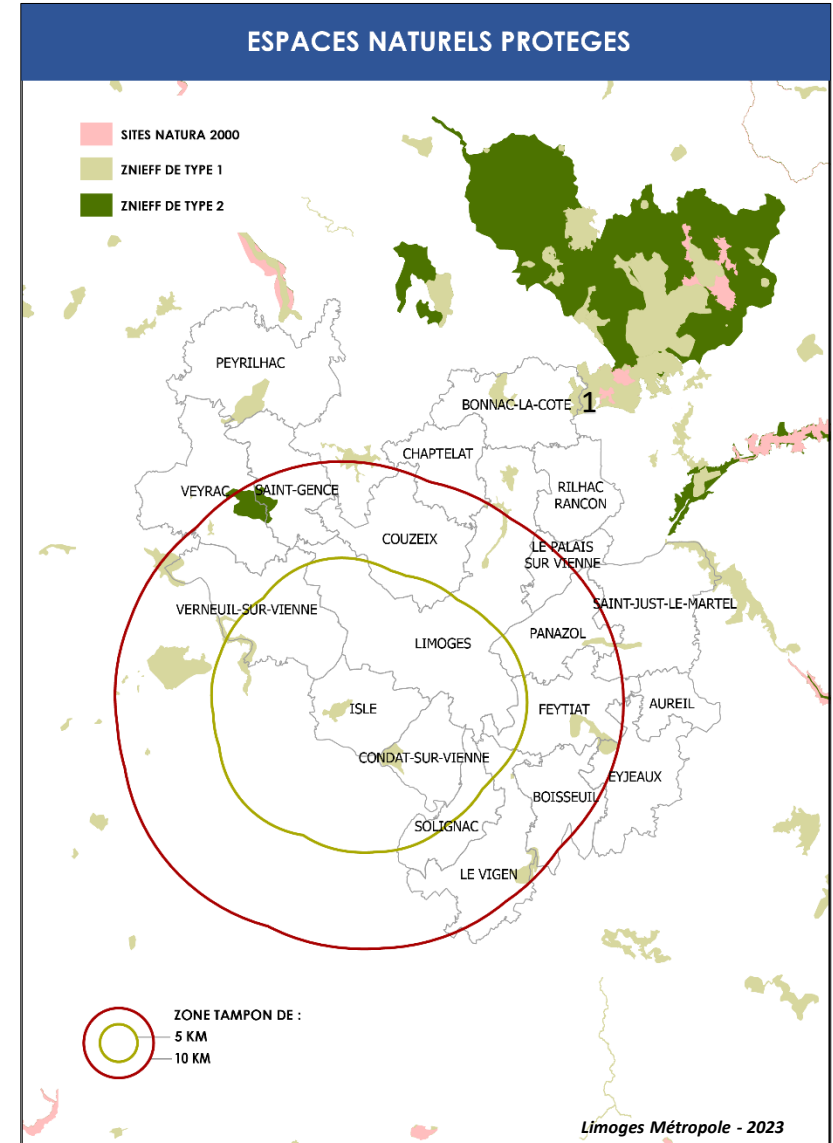 ESPACES NATURELS PROTEGES
SITES NATURA 2000
ZNIEFF DE TYPE 1
ZNIEFF DE TYPE 2
PEYRILHAC
BONNAC-LA-COTE
1
CHAPTELAT
VEYRAC
SAINT-GENCE
RILHAC
RANCON
COUZEIX
LE PALAIS
SUR VIENNE
VERNEUIL-SUR-VIENNE
SAINT-JUST-LE-MARTEL
LIMOGES
PANAZOL
ISLE
FEYTIAT
AUREIL
CONDAT-SUR-VIENNE
EYJEAUX
BOISSEUIL
SOLIGNAC
LE VIGEN
ZONE TAMPON DE :
5 KM
10 KM
Limoges Métropole - 2023